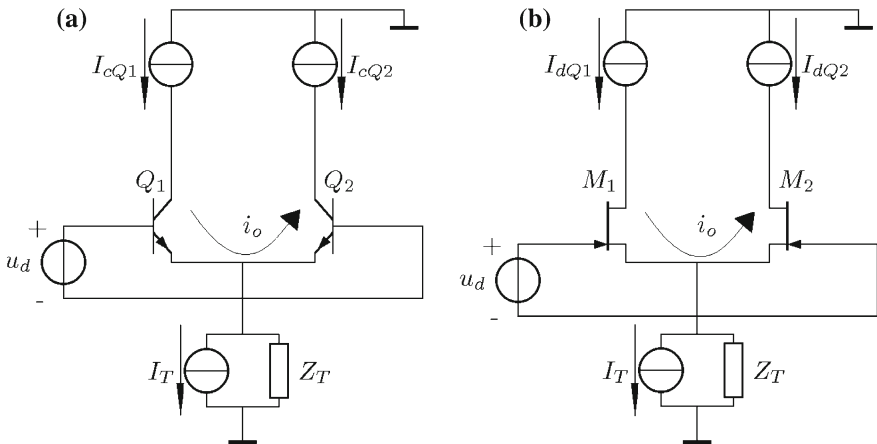 (a)
I_{cQ1}
I_{cQ2}
Q_1
Q_2
i_o
+
u_d
-
I_T
Z_T
(b)
I_{dQ1}
I_{dQ2}
M_1
M_2
i_o
+
u_d
-
I_T
Z_T